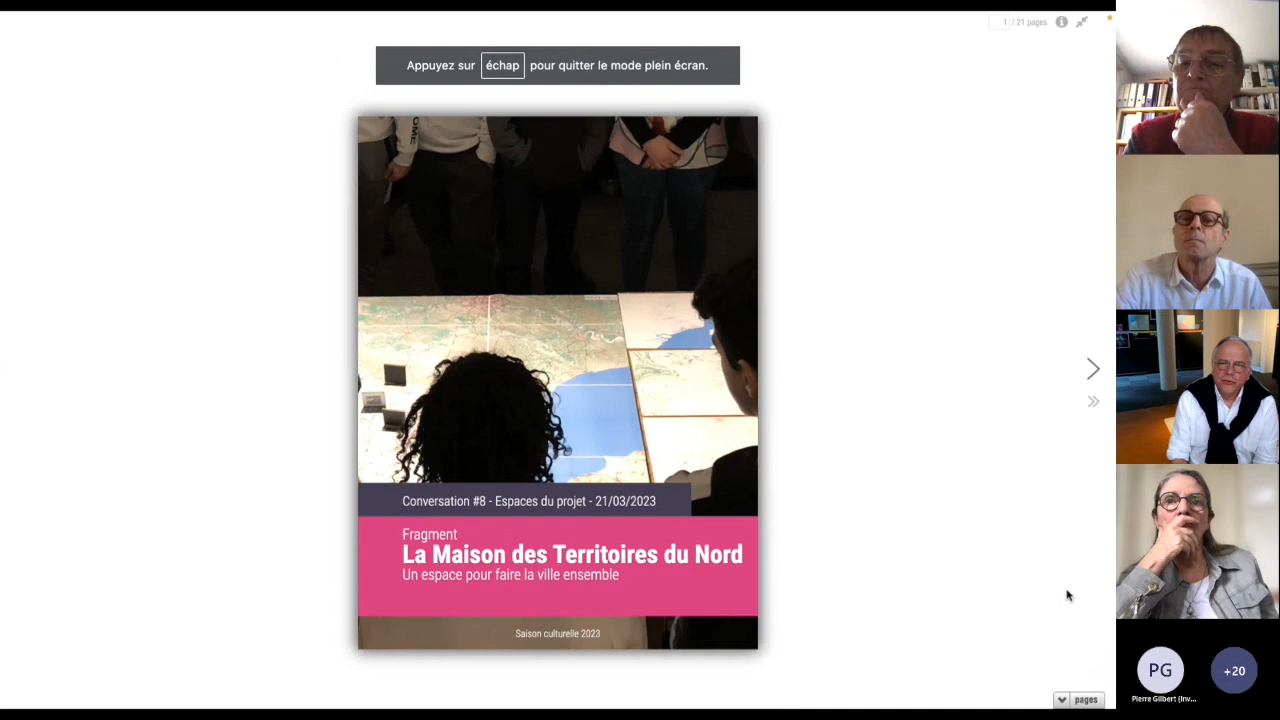 1 / 21 pages
Appuyez sur échap pour quitter le mode plein écran.
OME
Conversation #8 - Espaces du projet - 21/03/2023
Fragment
La Maison des Territoires du Nord
Un espace pour faire la ville ensemble
Saison culturelle 2023
pages
PG
+20
Pierre Gilbert (Inv...